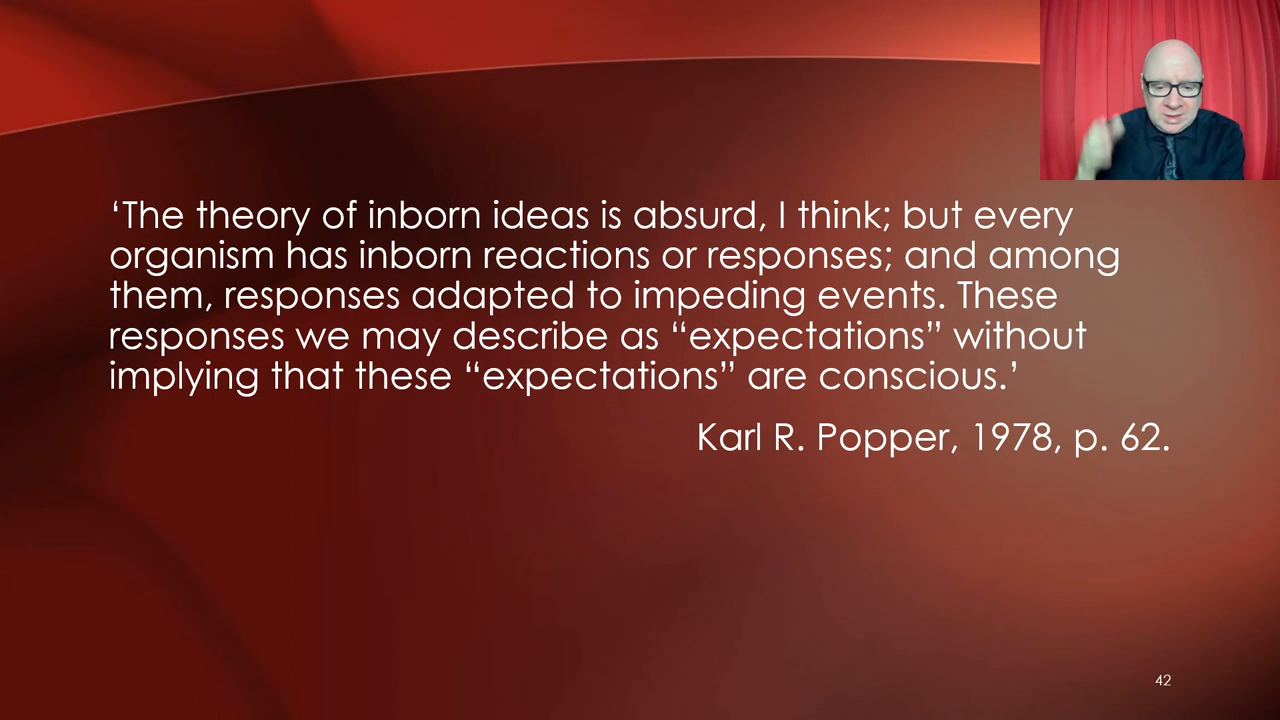 ‘The theory of inborn ideas is absurd, I think; but every
organism has inborn reactions or responses; and among
them, responses adapted to impeding events. These
responses we may describe as “expectations” without
implying that these “expectations” are conscious.’
Karl R. Popper, 1978, p. 62.
42